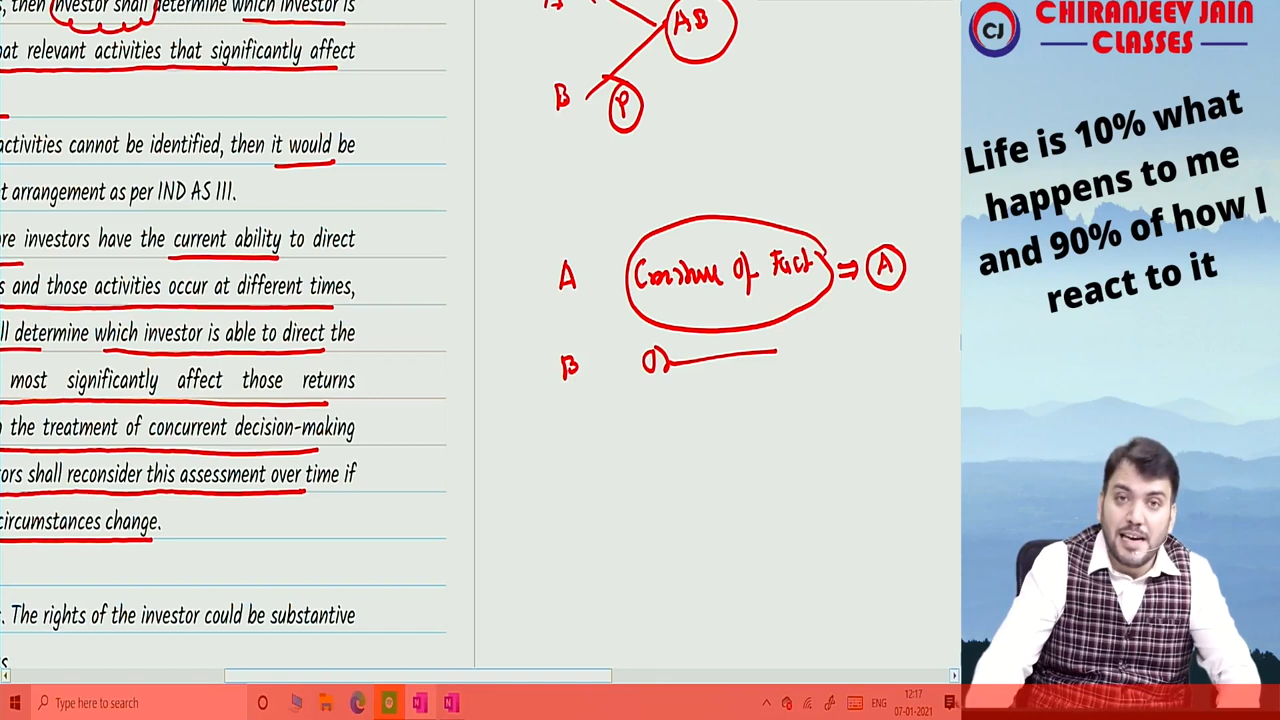 s, then investor shall determine which investor is
at relevant activities that significantly affect
activities cannot be identified, then it would be
t arrangement as per IND AS III.
re investors have the current ability to direct
s and those activities occur at different times,
ll determine which investor is able to direct the
most significantly affect those returns
the treatment of concurrent decision-making
ors shall reconsider this assessment over time if
circumstances change.
. The rights of the investor could be substantive
A B
B P
A
of Fact ⇒ A
B
CJ
CHIRANJEEV JAIN
CLASSES
Life is 10% what
happens to me
and 90% of how I
react to it
Type here to search
ENG
12:17
07-01-2021